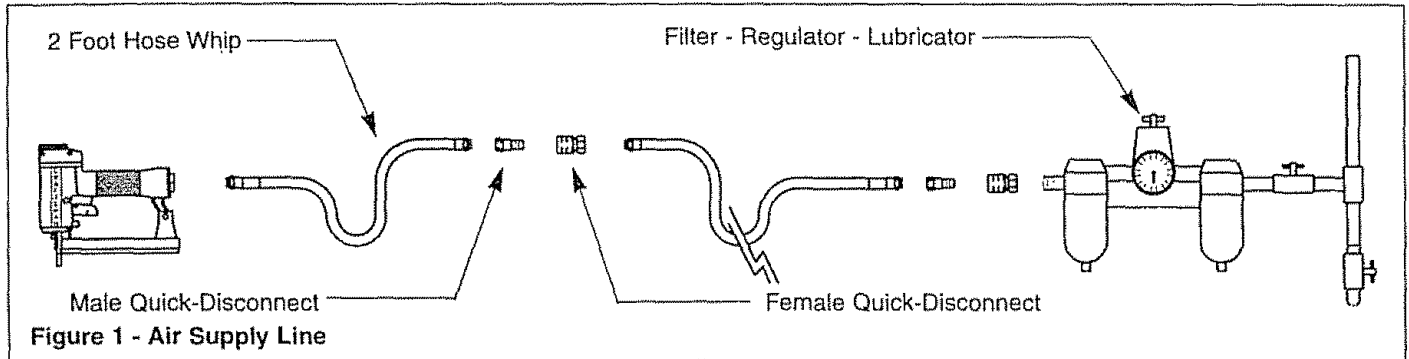 2 Foot Hose Whip
Filter - Regulator - Lubricator
Male Quick-Disconnect
Female Quick-Disconnect
Figure 1 - Air Supply Line